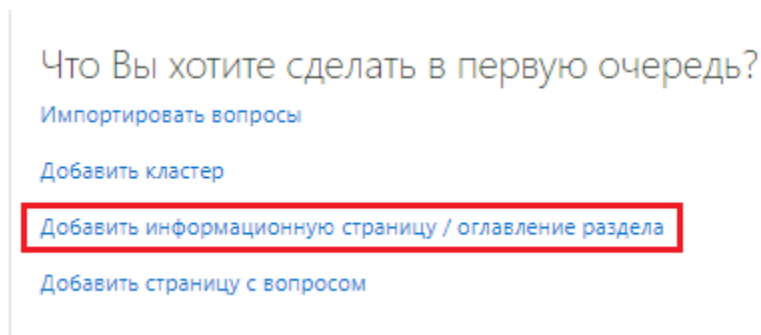 Что Вы хотите сделать в первую очередь?
Импортировать вопросы
Добавить кластер
Добавить информационную страницу / оглавление раздела
Добавить страницу с вопросом